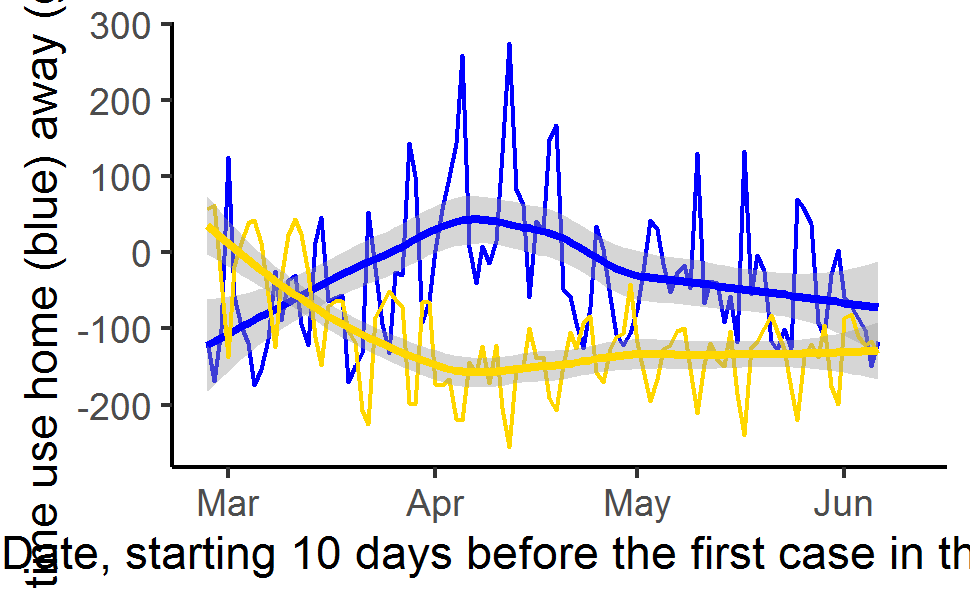 300
200
100
0
-100
-200
time use home (blue) away (
Mar Apr May Jun
Date, starting 10 days before the first case in th